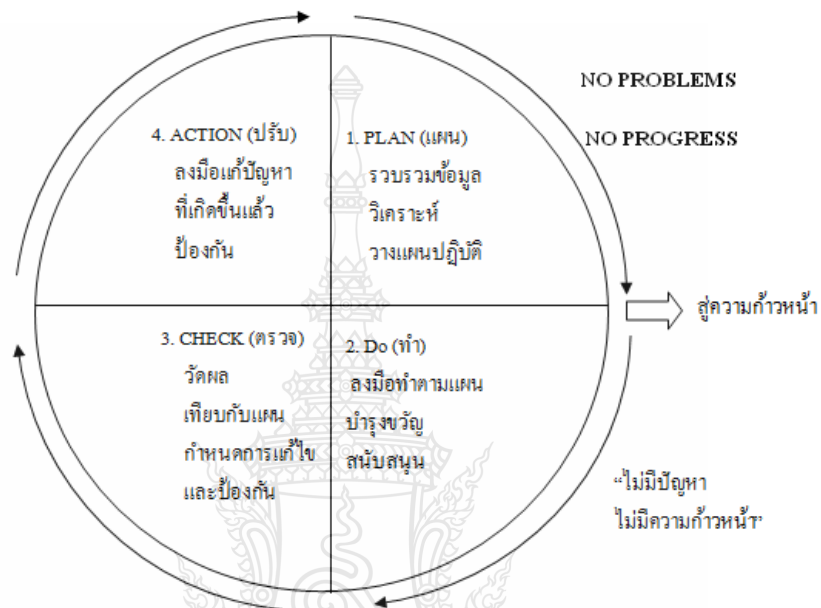 NO PROBLEMS
NO PROGRESS
4. ACTION (ปรับ)
ลงมือแก้ปัญหา
ที่เกิดขึ้นแล้ว
ป้องกัน
1. PLAN (แผน)
รวบรวมข้อมูล
วิเคราะห์
วางแผนปฏิบัติ
สู่ความก้าวหน้า
3. CHECK (ตรวจ)
วัดผล
เทียบกับแผน
กำหนดการแก้ไข
และป้องกัน
2. Do (ทำ)
ลงมือทำตามแผน
บำรุงขวัญ
สนับสนุน
“ไม่มีปัญหา
ไม่มีความก้าวหน้า”